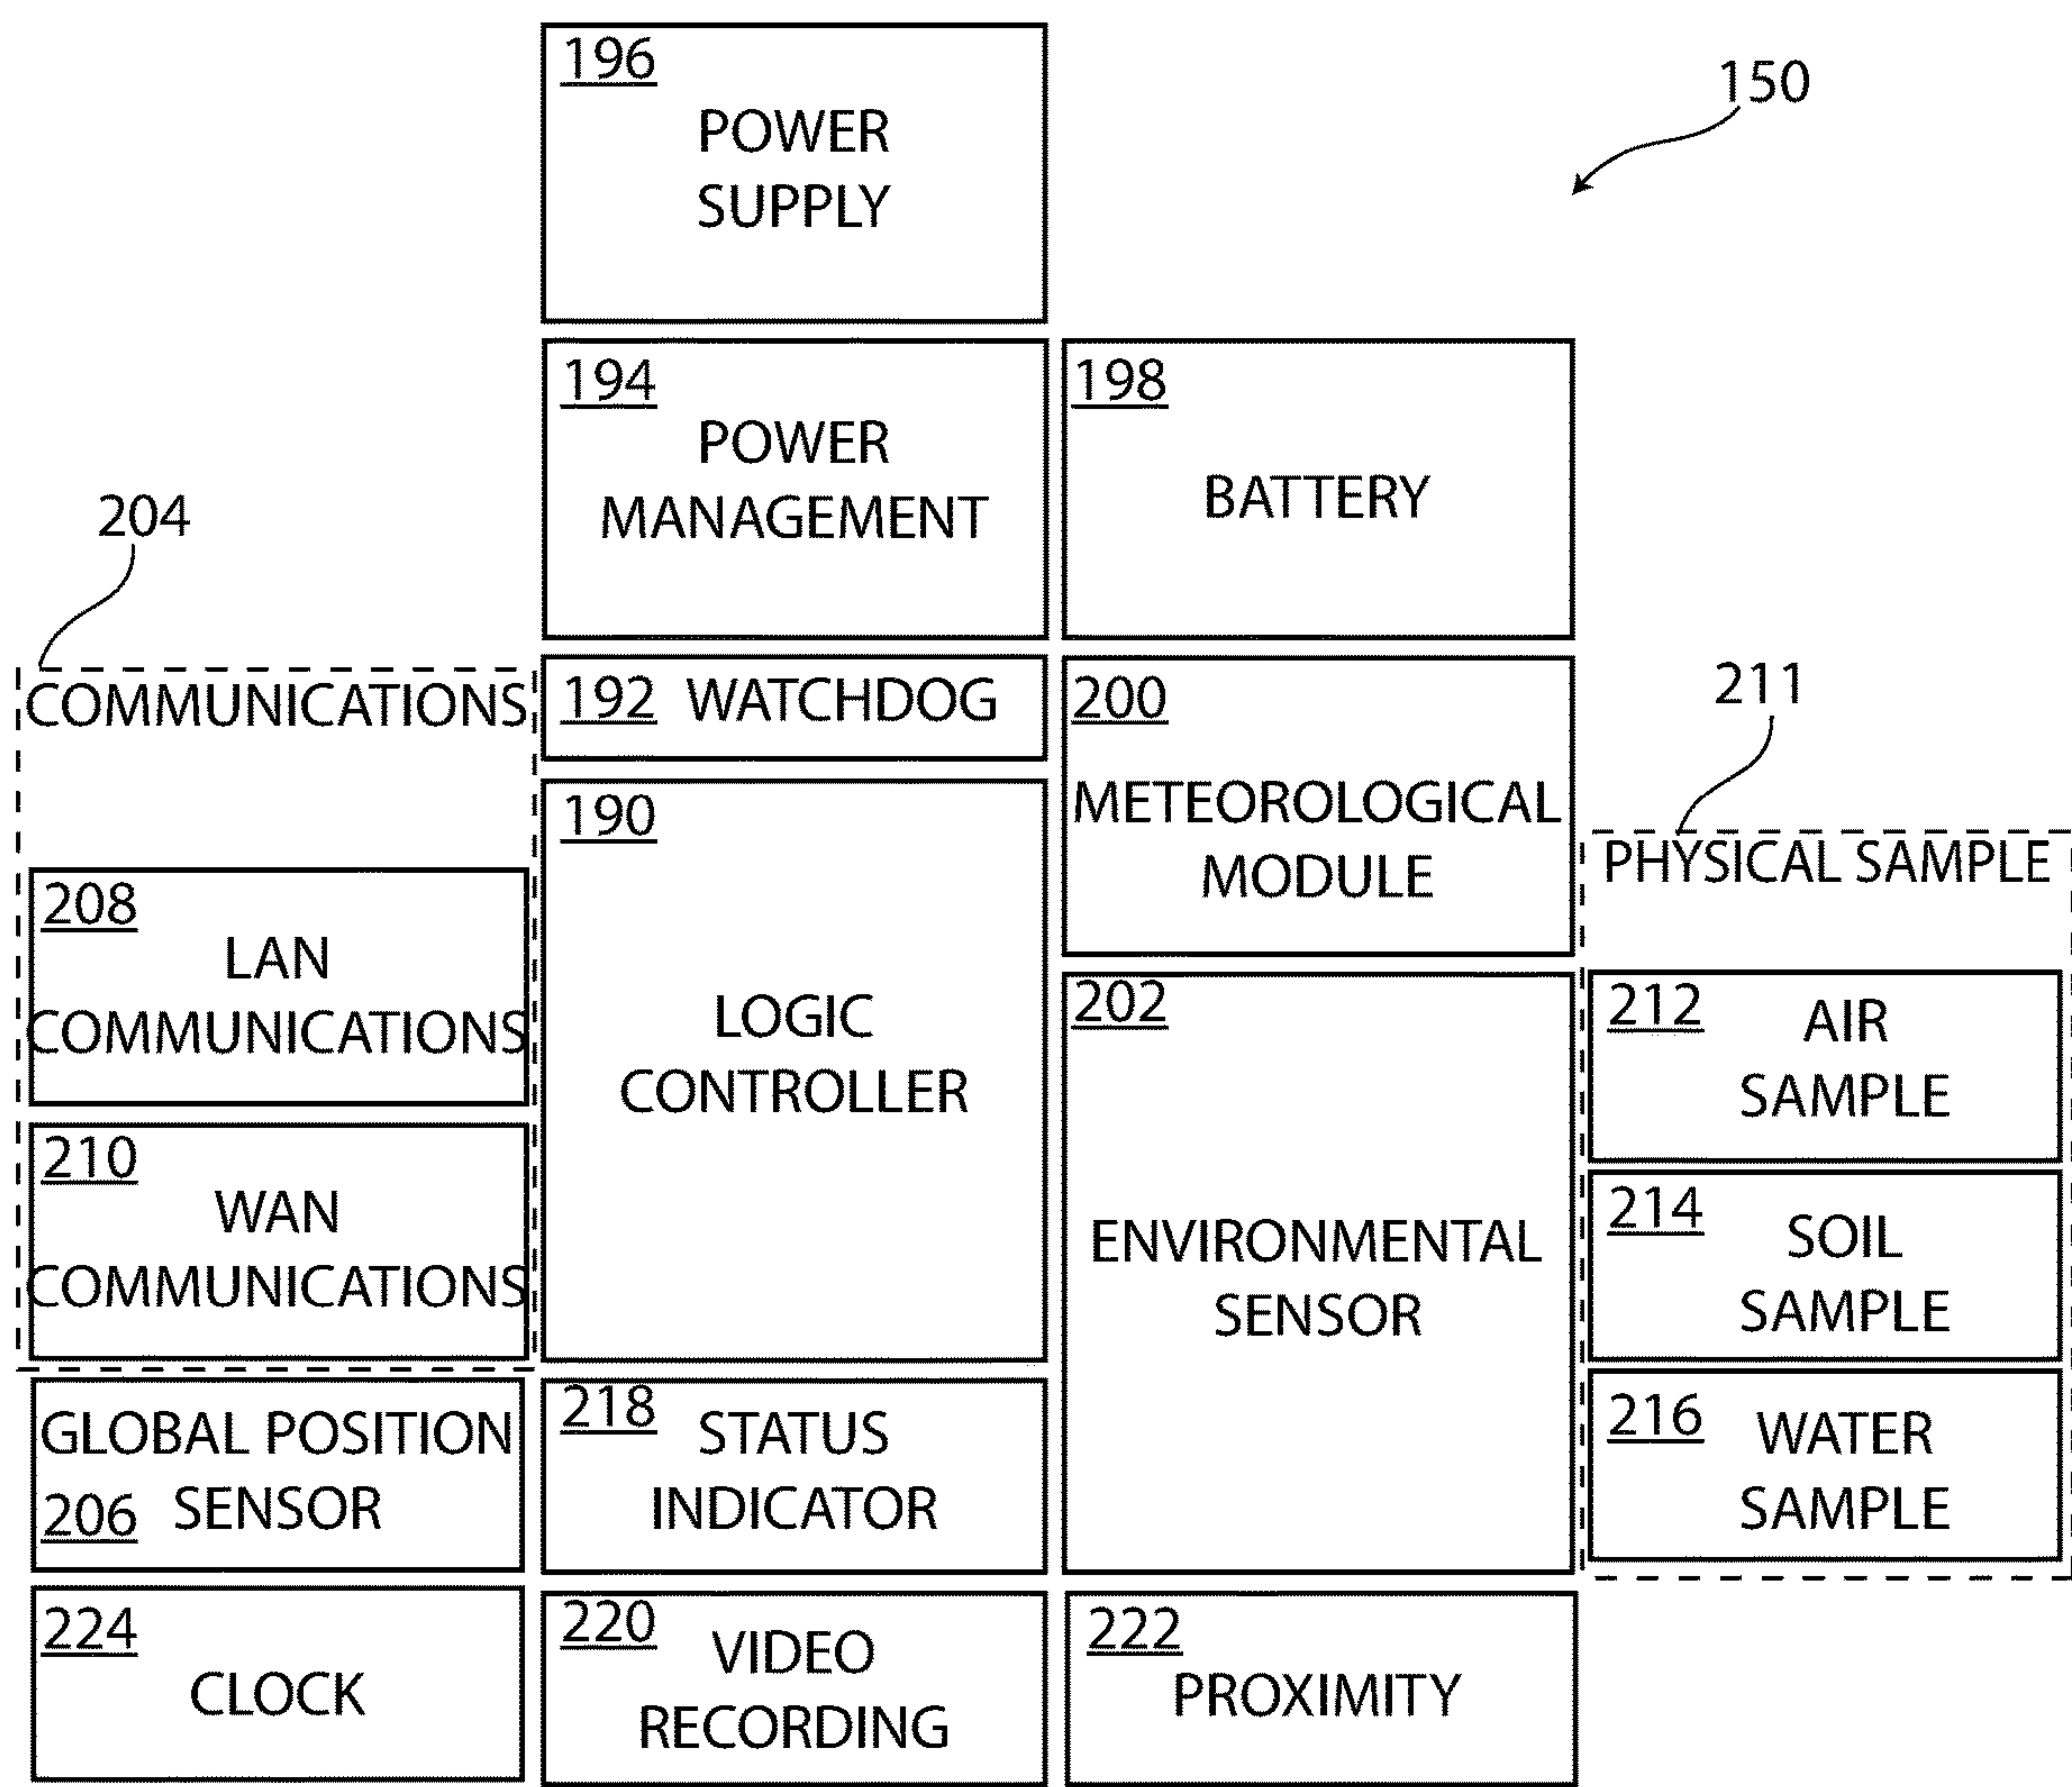 196
POWER
SUPPLY
150
194
POWER
MANAGEMENT
198
BATTERY
204
COMMUNICATIONS
192 WATCHDOG
200
METEOROLOGICAL
MODULE
211
PHYSICAL SAMPLE
208
LAN
COMMUNICATIONS
190
LOGIC
CONTROLLER
202
ENVIRONMENTAL
SENSOR
212
AIR
SAMPLE
210
WAN
COMMUNICATIONS
214
SOIL
SAMPLE
GLOBAL POSITION
206 SENSOR
218
STATUS
INDICATOR
216
WATER
SAMPLE
224
CLOCK
220
VIDEO
RECORDING
222
PROXIMITY